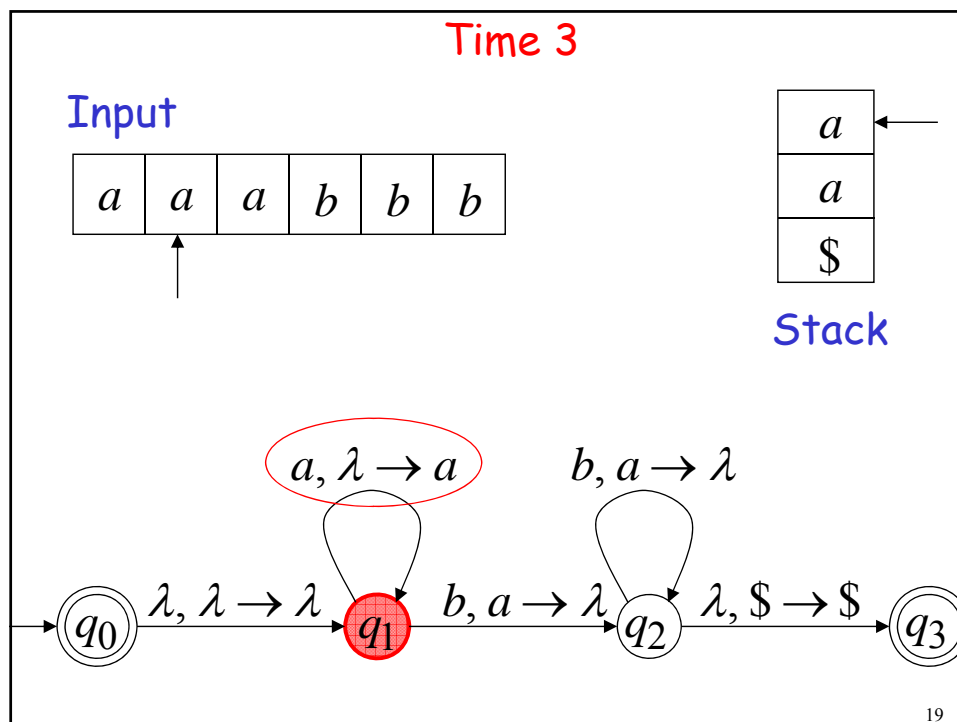 Time 3
Input
a a a b b b
a
a
$
Stack
a, λ → a
b, a → λ
q0 λ, λ → λ q1 b, a → λ q2 λ, $ → $ q3
19